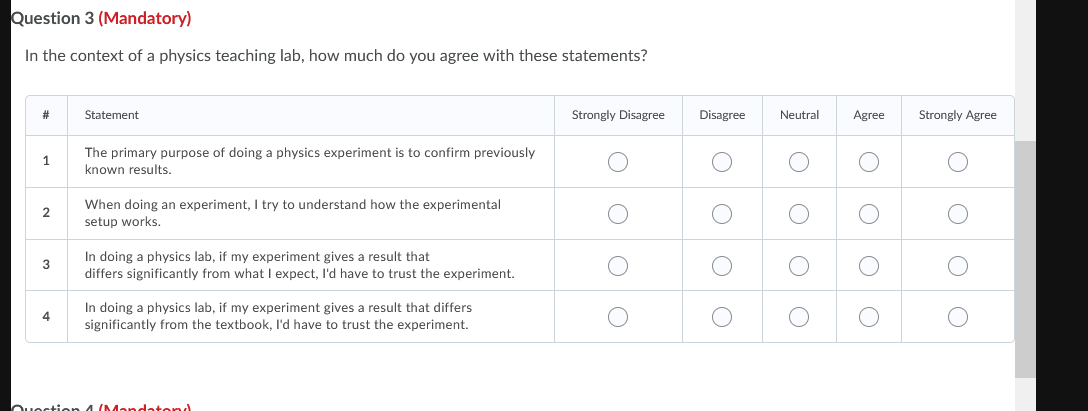 Question 3 (Mandatory)
In the context of a physics teaching lab, how much do you agree with these statements?
# Statement Strongly Disagree Disagree Neutral Agree Strongly Agree
1 The primary purpose of doing a physics experiment is to confirm previously
known results.
2 When doing an experiment, I try to understand how the experimental
setup works.
3 In doing a physics lab, if my experiment gives a result that
differs significantly from what I expect, I'd have to trust the experiment.
4 In doing a physics lab, if my experiment gives a result that differs
significantly from the textbook, I'd have to trust the experiment.
Question 4 (Mandatory)